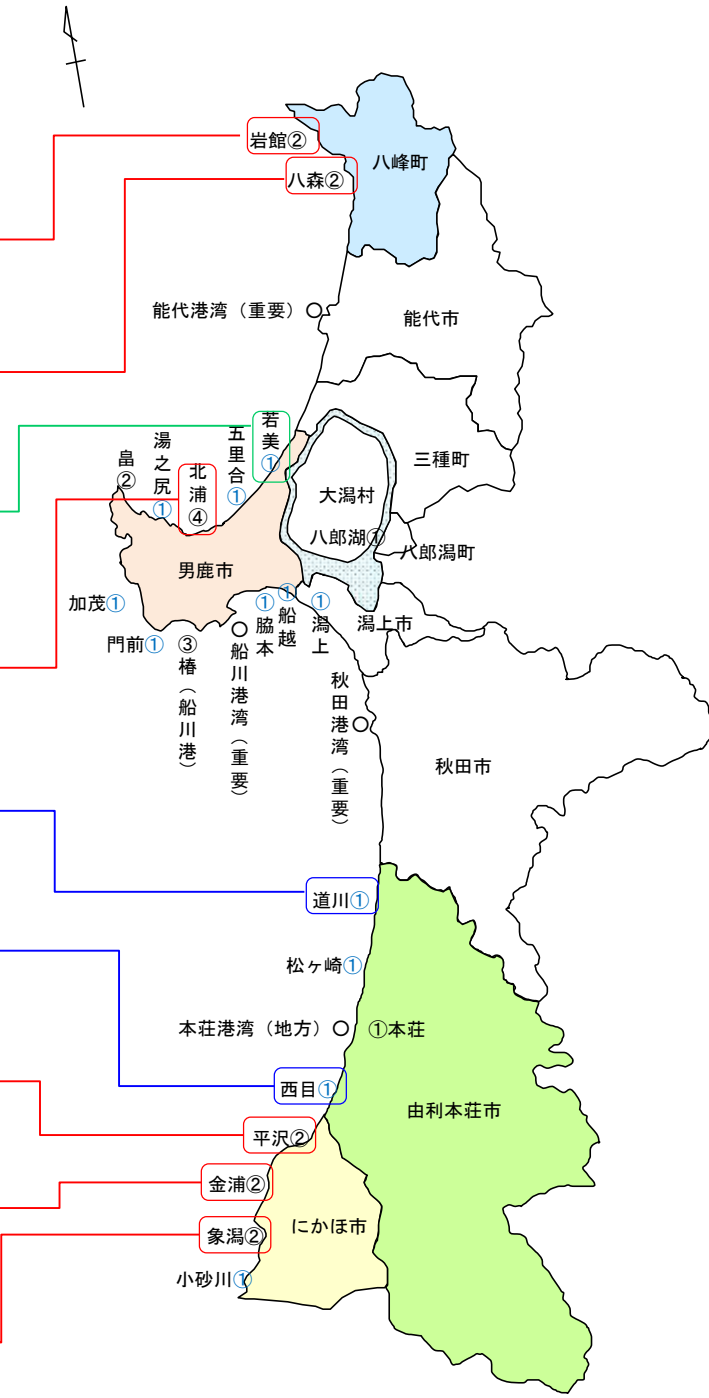 岩館②
八峰町
八森②
能代港湾（重要）
能代市
若美①
五里合①
湯之尻①
畠②
北浦④
三種町
大潟村
八郎湖①
八郎潟町
男鹿市
加茂①
門前①
③椿（船川港）
船川港湾（重要）
①脇本
①船越
①潟上
潟上市
秋田港湾（重要）
秋田市
道川①
松ヶ崎①
本荘港湾（地方）
①本荘
西目①
由利本荘市
平沢②
金浦②
象潟②
にかほ市
小砂川①